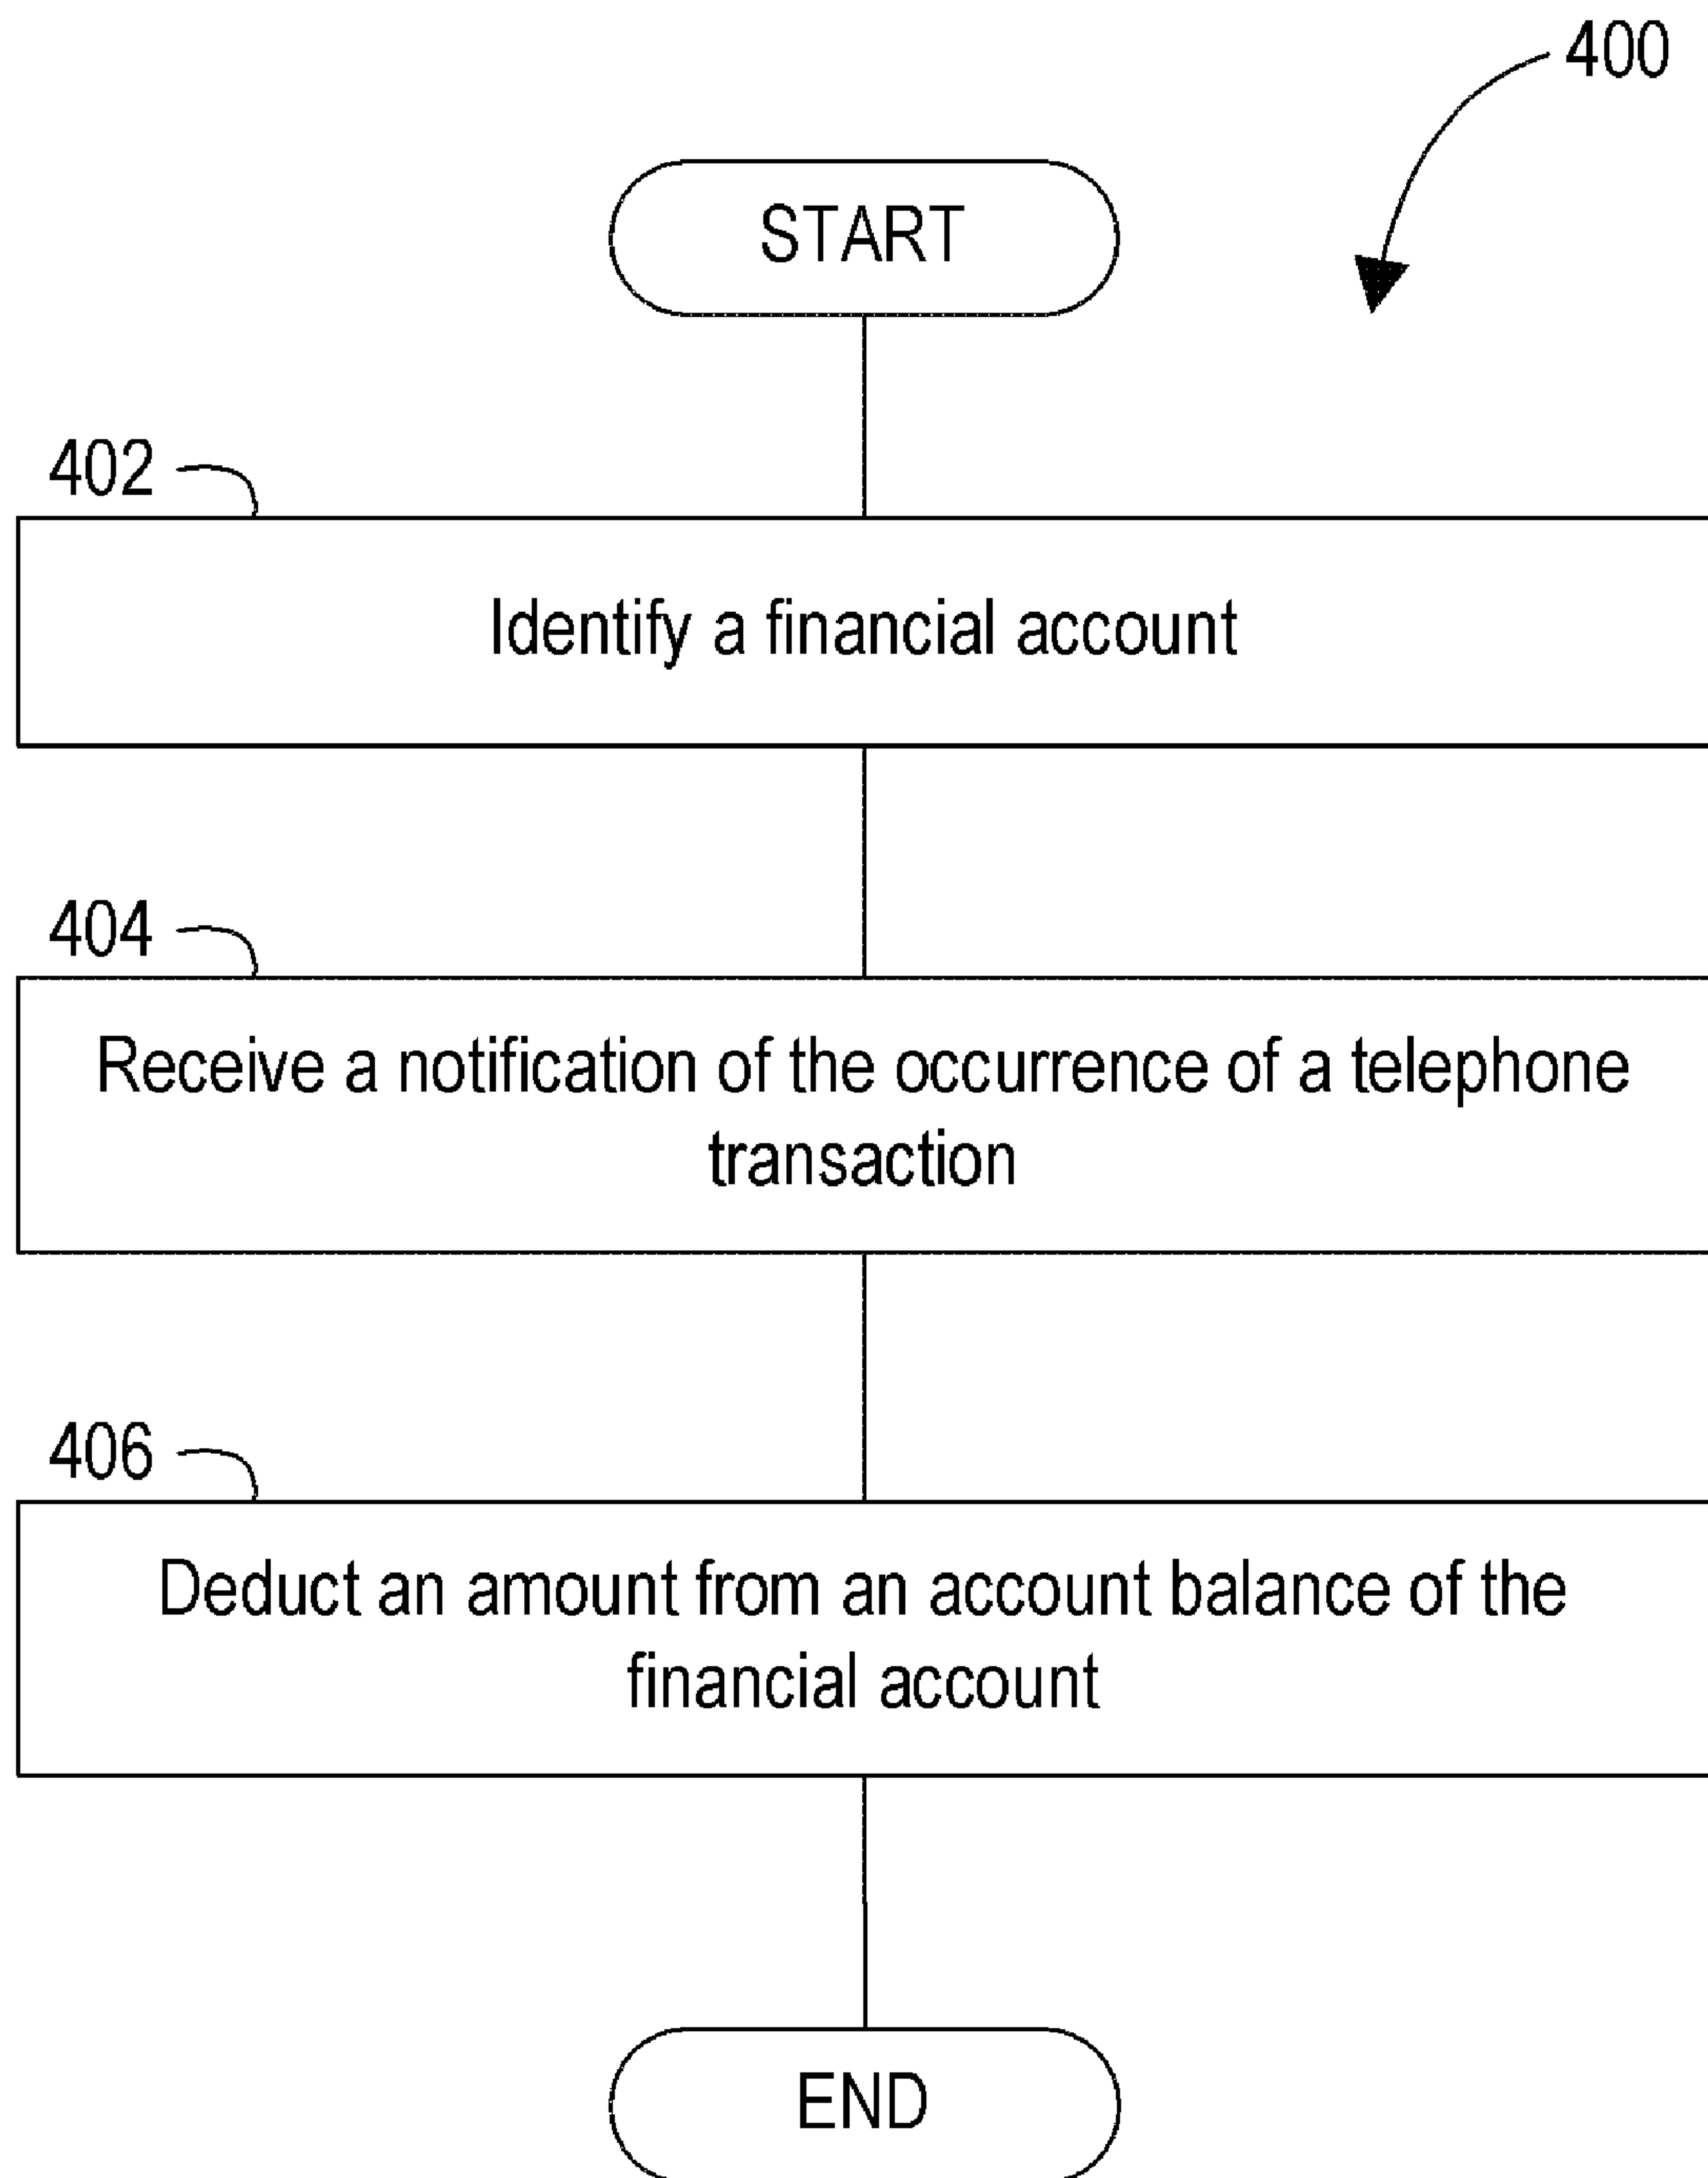 400
START
402
Identify a financial account
404
Receive a notification of the occurrence of a telephone
transaction
406
Deduct an amount from an account balance of the
financial account
END